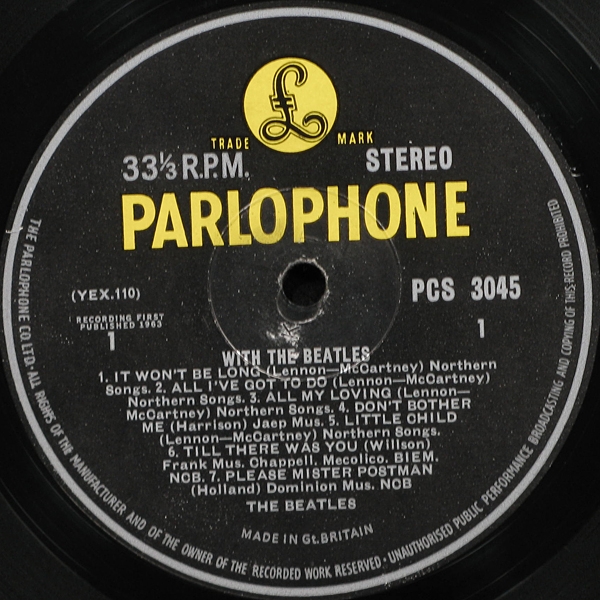 £
TRADE MARK
33⅓ R.P.M. STEREO
PARLOPHONE
(YEX.110) PCS 3045
RECORDING FIRST
PUBLISHED 1963
1 1
WITH THE BEATLES
1. IT WON'T BE LONG (Lennon—McCartney) Northern
Songs. 2. ALL I'VE GOT TO DO (Lennon—McCartney)
Northern Songs. 3. ALL MY LOVING (Lennon—
McCartney) Northern Songs. 4. DON'T BOTHER
ME (Harrison) Jaep Mus. 5. LITTLE CHILD
(Lennon—McCartney) Northern Songs.
6. TILL THERE WAS YOU (Willson)
Frank Mus. Chappell. Mecolico. BIEM.
NCB. 7. PLEASE MISTER POSTMAN
(Holland) Dominion Mus. NCB
THE BEATLES
MADE IN Gt. BRITAIN
THE PARLOPHONE CO. LTD. · ALL RIGHTS OF THE MANUFACTURER AND OF THE OWNER OF THE RECORDED WORK RESERVED · UNAUTHORISED PUBLIC PERFORMANCE BROADCASTING AND COPYING OF THIS RECORD PROHIBITED